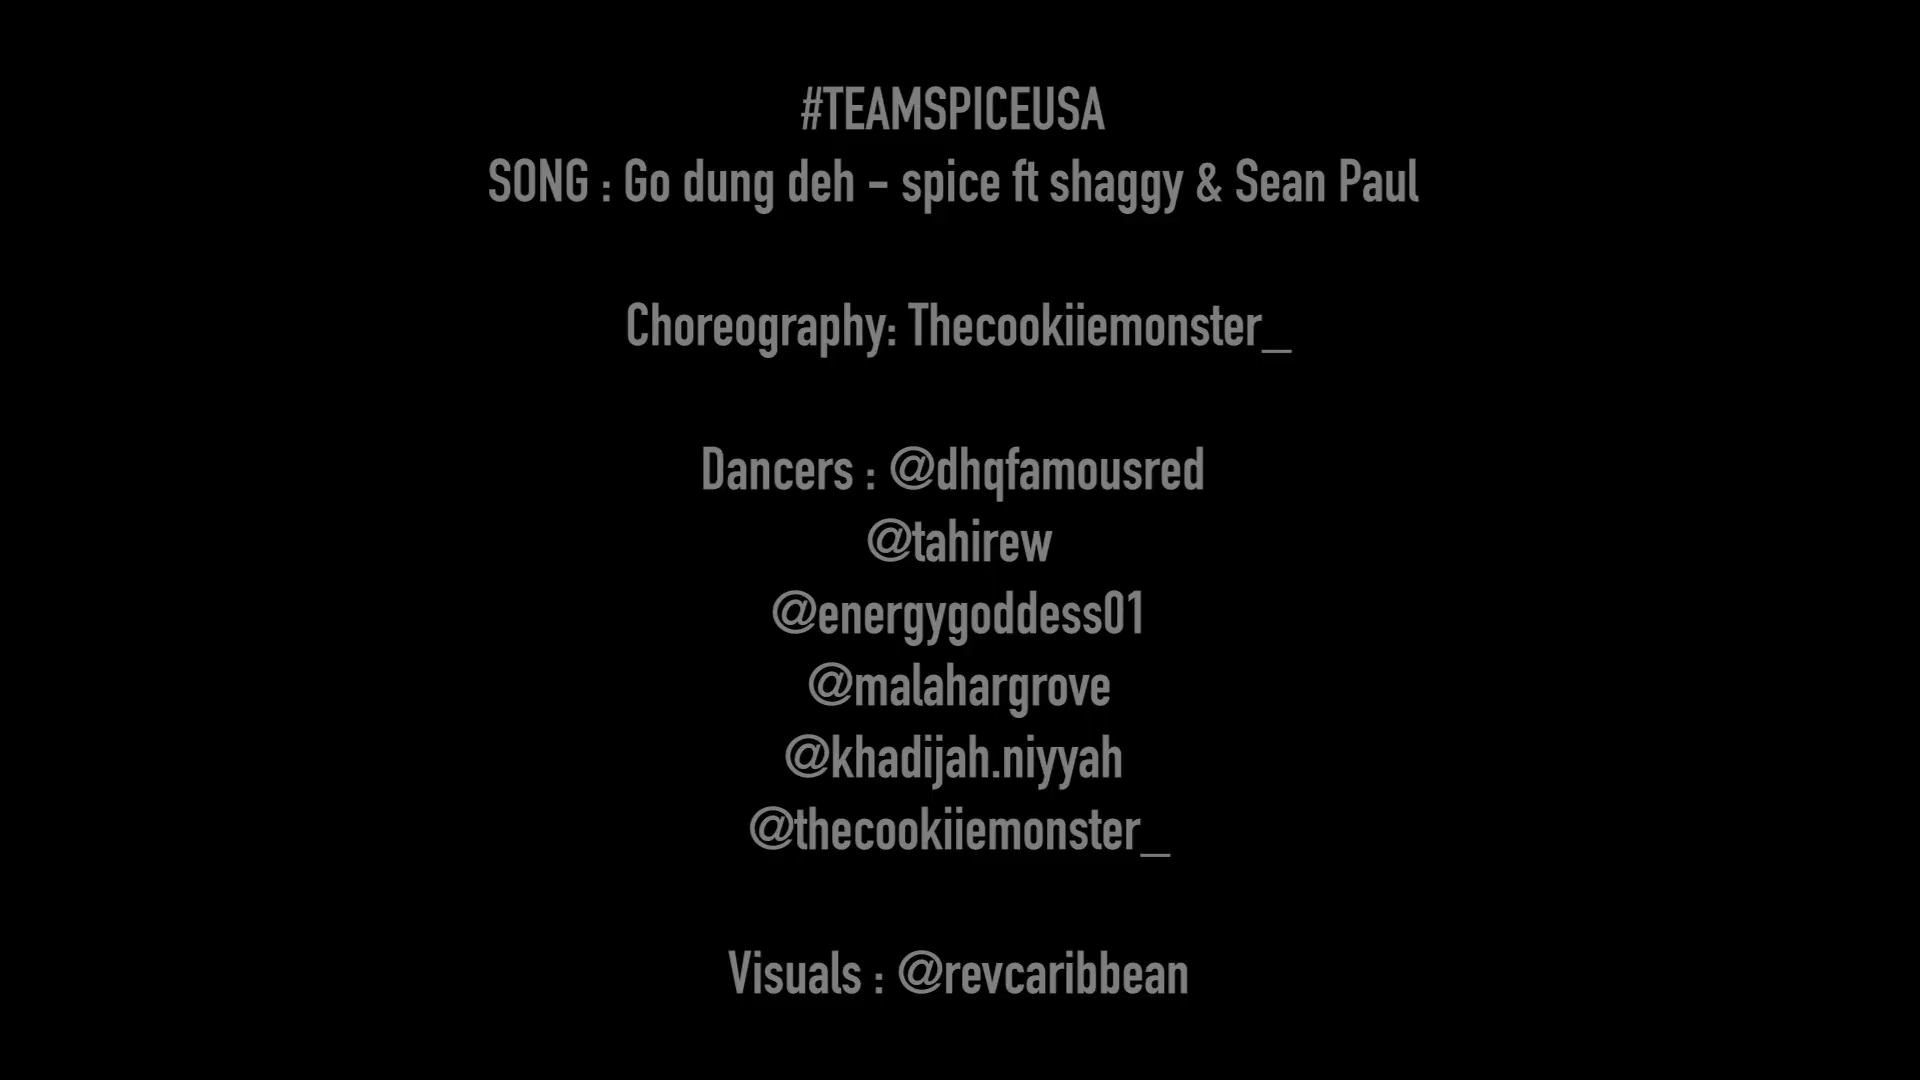 #TEAMSPICEUSA
SONG : Go dung deh - spice ft shaggy & Sean Paul
Choreography: Thecookiiemonster_
Dancers : @dhqfamousred
@tahirew
@energygoddess01
@malahargrove
@khadijah.niyyah
@thecookiiemonster_
Visuals : @revcaribbean